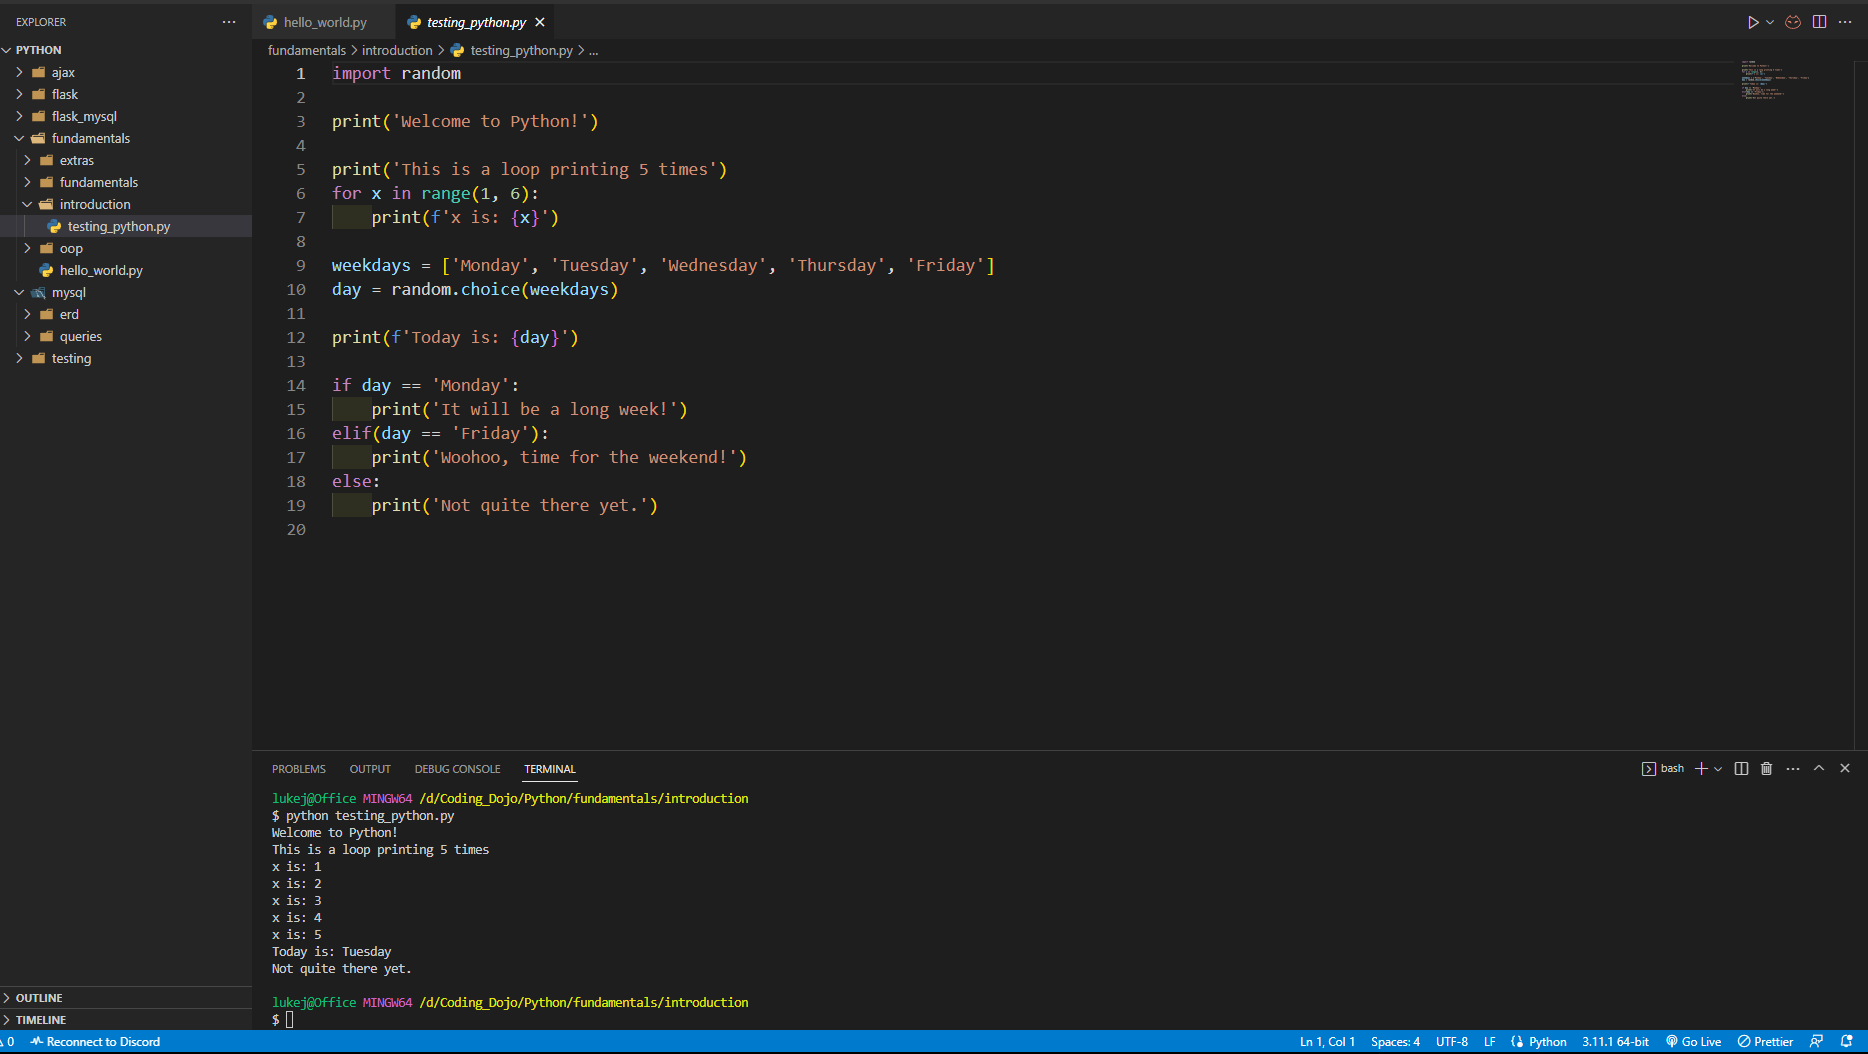 EXPLORER
PYTHON
ajax
flask
flask_mysql
fundamentals
extras
fundamentals
introduction
testing_python.py
oop
hello_world.py
mysql
erd
queries
testing
OUTLINE
TIMELINE
hello_world.py
testing_python.py
fundamentals > introduction > testing_python.py > ...
1 import random
2
3 print('Welcome to Python!')
4
5 print('This is a loop printing 5 times')
6 for x in range(1, 6):
7     print(f'x is: {x}')
8
9 weekdays = ['Monday', 'Tuesday', 'Wednesday', 'Thursday', 'Friday']
10 day = random.choice(weekdays)
11
12 print(f'Today is: {day}')
13
14 if day == 'Monday':
15     print('It will be a long week!')
16 elif(day == 'Friday'):
17     print('Woohoo, time for the weekend!')
18 else:
19     print('Not quite there yet.')
20
PROBLEMS OUTPUT DEBUG CONSOLE TERMINAL bash
lukej@Office MINGW64 /d/Coding_Dojo/Python/fundamentals/introduction
$ python testing_python.py
Welcome to Python!
This is a loop printing 5 times
x is: 1
x is: 2
x is: 3
x is: 4
x is: 5
Today is: Tuesday
Not quite there yet.
lukej@Office MINGW64 /d/Coding_Dojo/Python/fundamentals/introduction
$
0 Reconnect to Discord Ln 1, Col 1 Spaces: 4 UTF-8 LF Python 3.11.1 64-bit Go Live Prettier